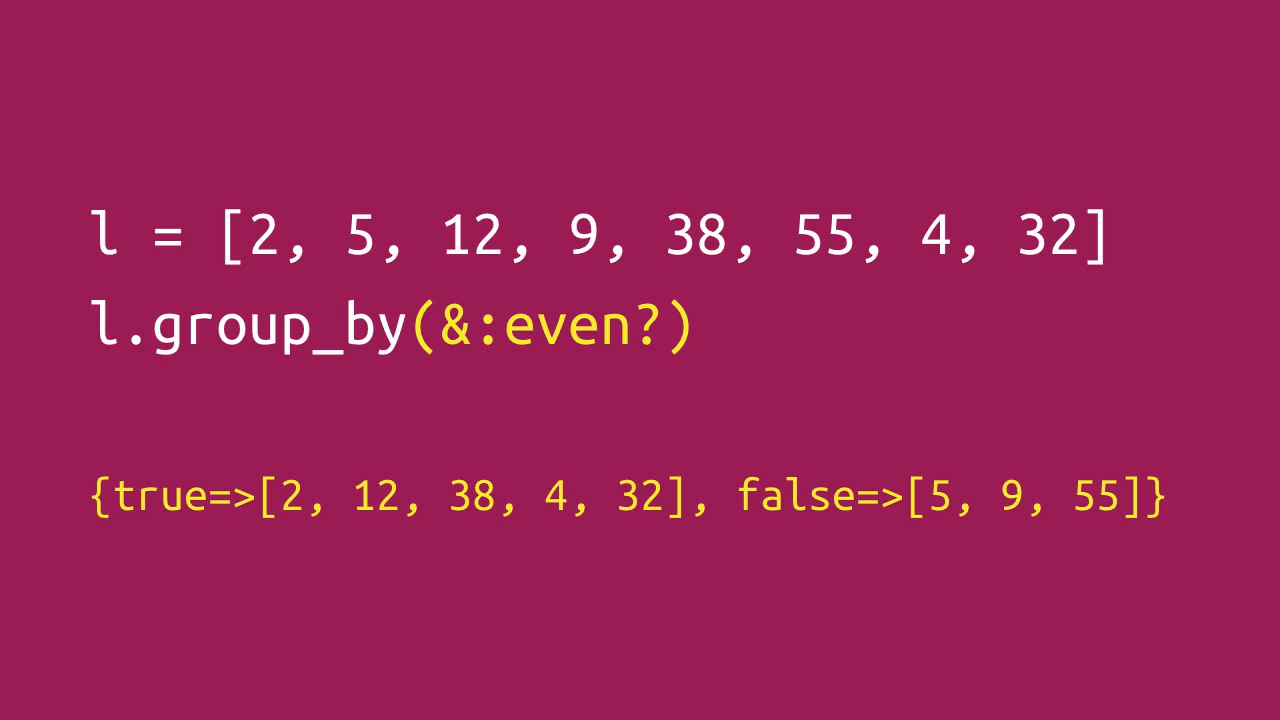 l = [2, 5, 12, 9, 38, 55, 4, 32]
l.group_by(&:even?)
{true=>[2, 12, 38, 4, 32], false=>[5, 9, 55]}